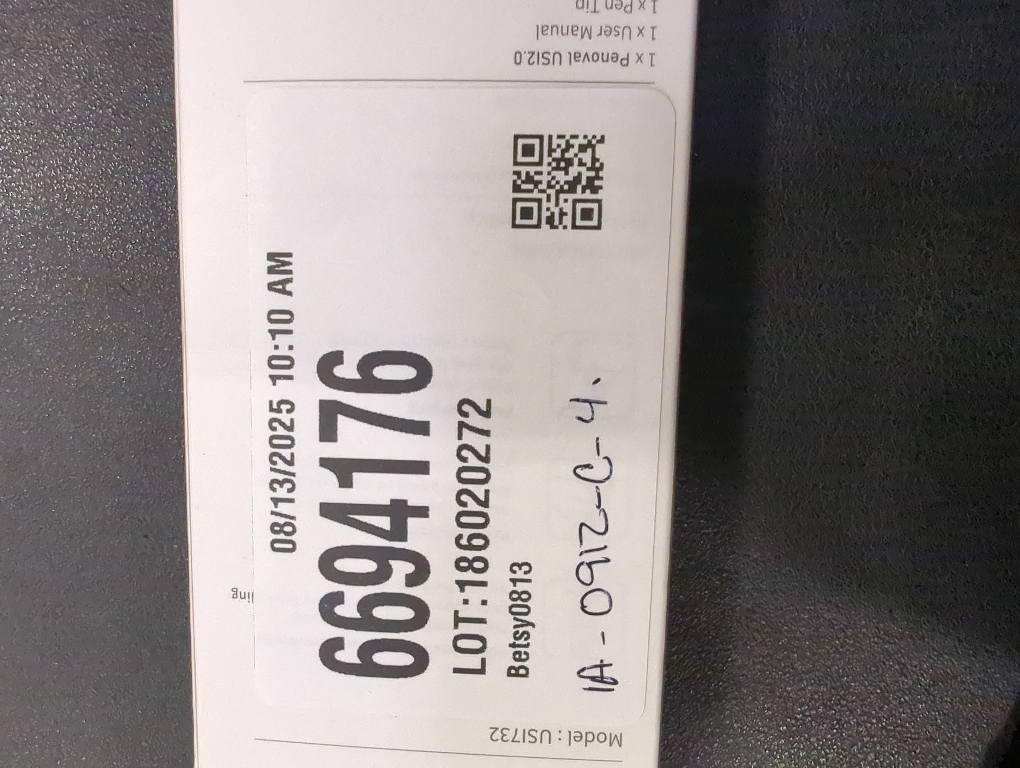 1 x Penoval USI2.0
1 x User Manual
1 x Pen Tip
08/13/2025 10:10 AM
6694176
LOT:186020272
Betsy0813
1A-0912-C-4.
Model : USI732